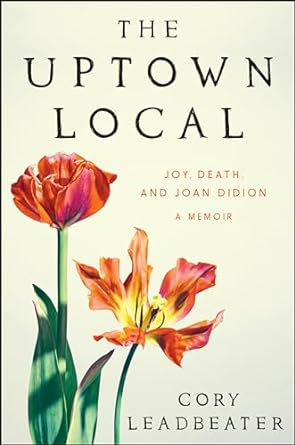 THE
UPTOWN
LOCAL
JOY, DEATH,
AND JOAN DIDION
A MEMOIR
CORY
LEADBEATER